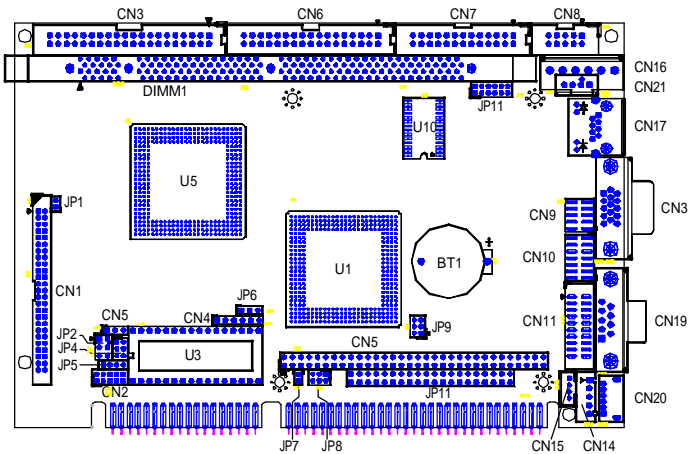 CN3
CN6
CN7
CN8
CN16
CN21
DIMM1
JP11
U10
CN17
U5
JP1
CN9
CN3
CN10
U1
BT1
CN1
JP6
CN4
CN5
JP9
CN11
CN19
JP2
JP4
JP5
U3
CN5
CN2
JP11
CN20
JP7
JP8
CN15
CN14